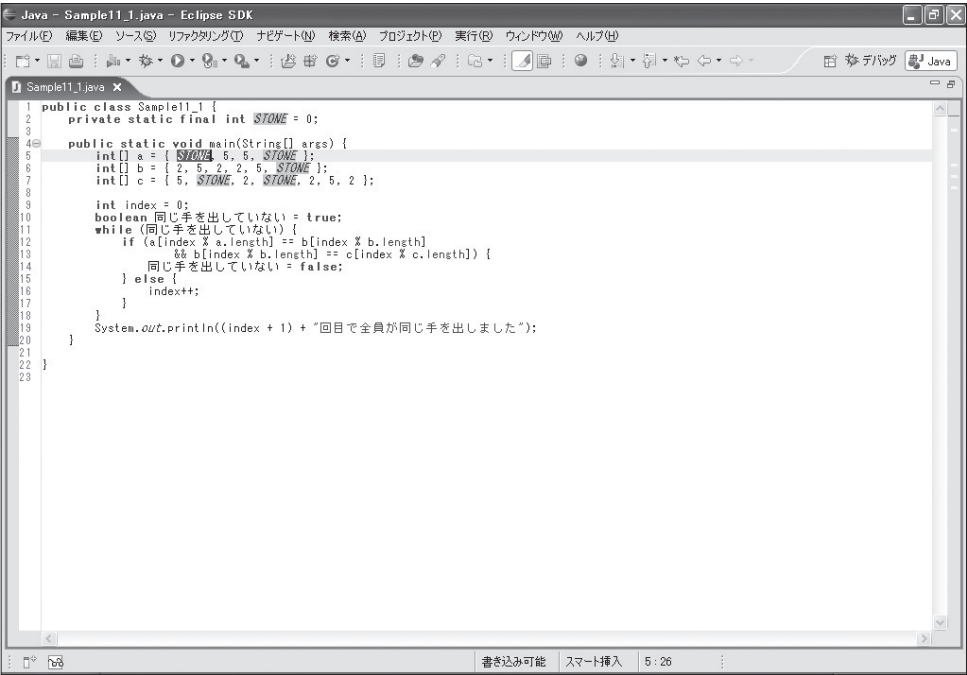 Java - Sample11_1.java - Eclipse SDK
ファイル(F) 編集(E) ソース(S) リファクタリング(T) ナビゲート(N) 検索(A) プロジェクト(P) 実行(R) ウィンドウ(W) ヘルプ(H)
デバッグ Java
Sample11_1.java
1 public class Sample11_1 {
2 private static final int STONE = 0;
3
4 public static void main(String[] args) {
5 int[] a = { STONE, 5, 5, STONE };
6 int[] b = { 2, 5, 2, 2, 5, STONE };
7 int[] c = { 5, STONE, 2, STONE, 2, 5, 2 };
8
9 int index = 0;
10 boolean 同じ手を出していない = true;
11 while (同じ手を出していない) {
12 if (a[index % a.length] == b[index % b.length]
13 && b[index % b.length] == c[index % c.length]) {
14 同じ手を出していない = false;
15 } else {
16 index++;
17 }
18 }
19 System.out.println((index + 1) + "回目で全員が同じ手を出しました");
20 }
21
22 }
23
書き込み可能 スマート挿入 5 : 26